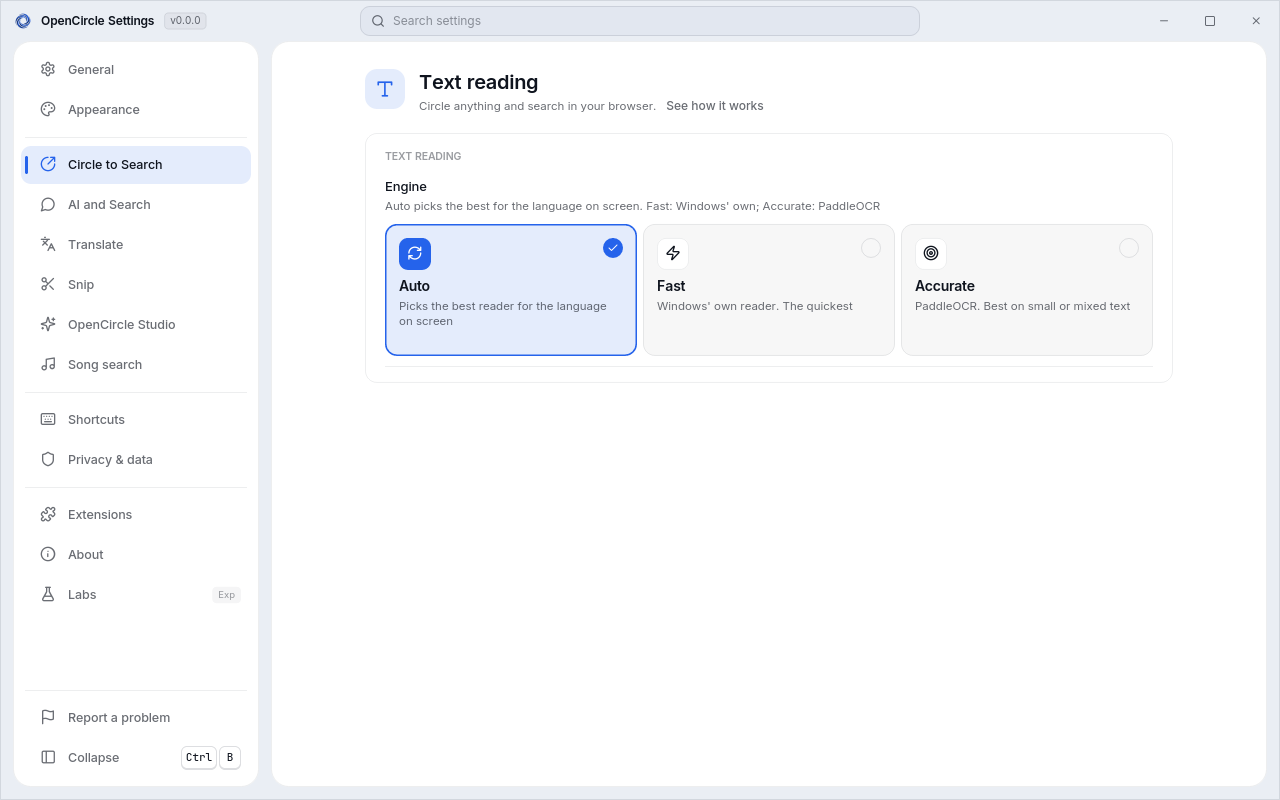 OpenCircle Settings v0.0.0
Search settings
General
Appearance
Circle to Search
AI and Search
Translate
Snip
OpenCircle Studio
Song search
Shortcuts
Privacy & data
Extensions
About
Labs Exp
Report a problem
Collapse Ctrl B
Text reading
Circle anything and search in your browser. See how it works
TEXT READING
Engine
Auto picks the best for the language on screen. Fast: Windows' own; Accurate: PaddleOCR
Auto
Picks the best reader for the language
on screen
Fast
Windows' own reader. The quickest
Accurate
PaddleOCR. Best on small or mixed text